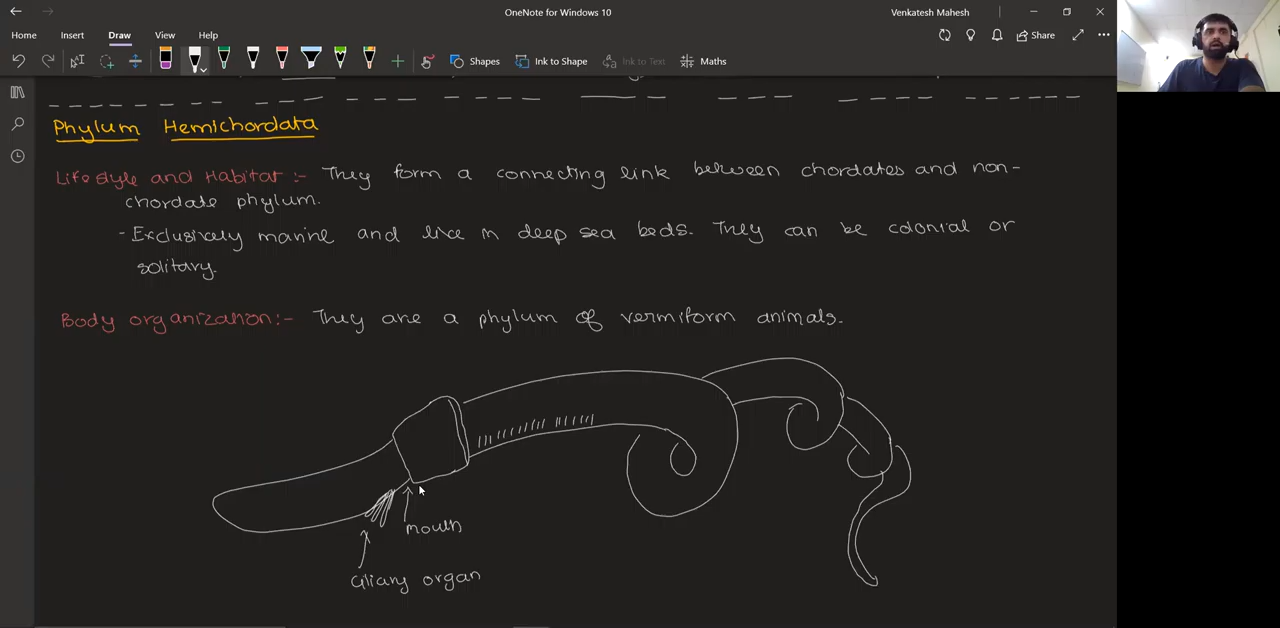 OneNote for Windows 10
Venkatesh Mahesh
Home Insert Draw View Help
Shapes Ink to Shape Ink to Text Maths
Share
Phylum Hemichordata
Lifestyle and Habitat :- They form a connecting link between chordates and non-
chordate phylum.
- Exclusively marine and live in deep sea beds. They can be colonial or
solitary.
Body organization:- They are a phylum of vermiform animals.
Mouth
Ciliary organ